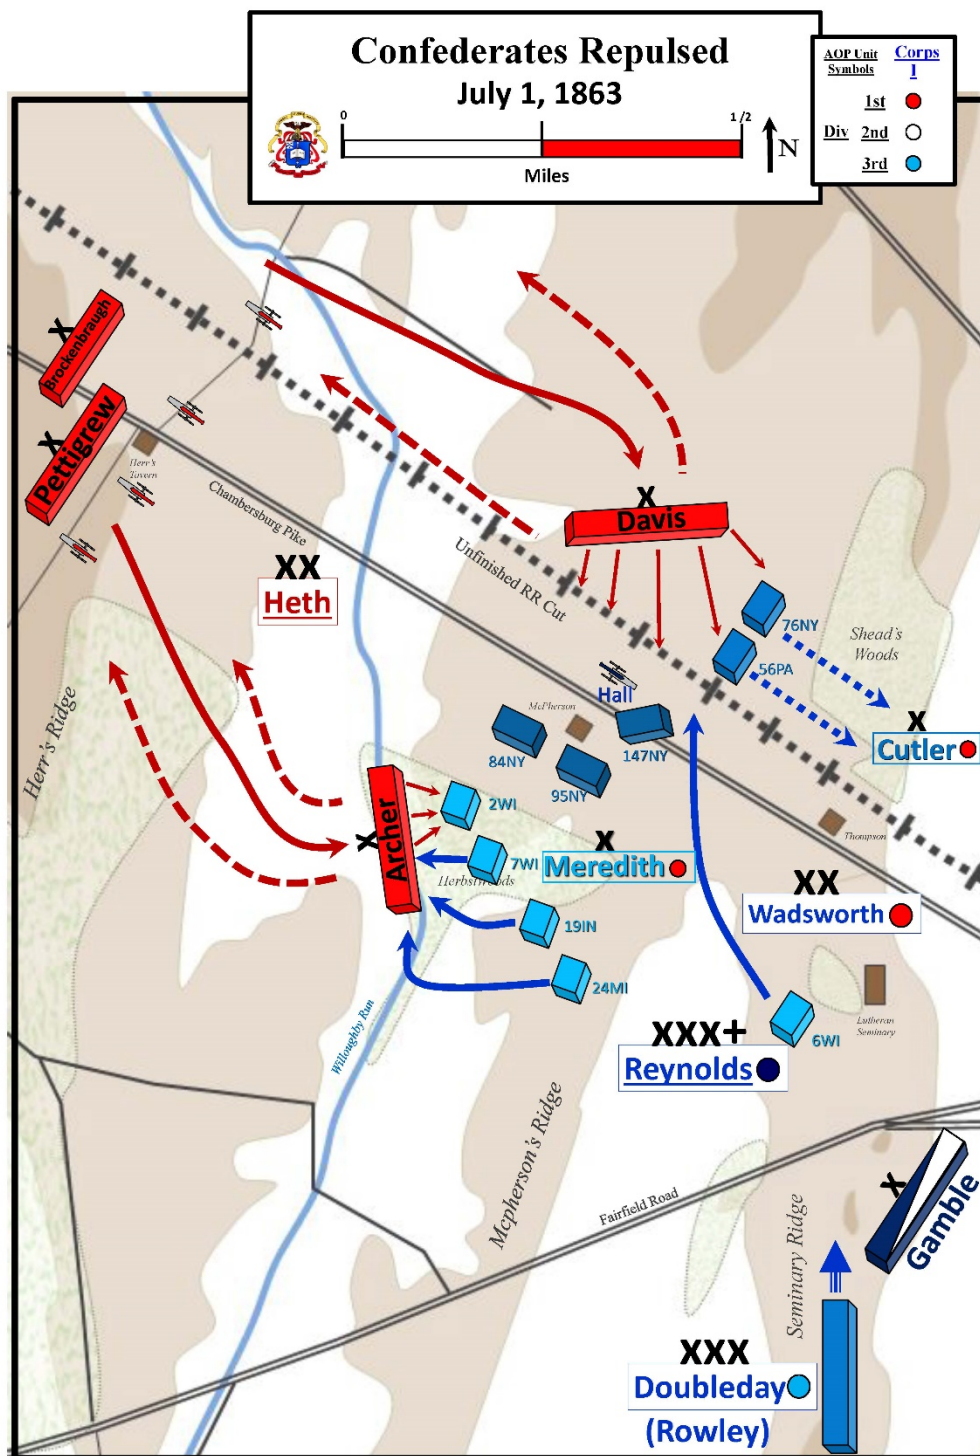 Confederates Repulsed
July 1, 1863
0
1/2
Miles
N
AOP Unit Symbols
Corps
1
1st
Div 2nd
3rd
Brockenbraugh
X
Pettigrew
X
Herr's
Tavern
Chambersburg Pike
Unfinished RR Cut
XX
Heth
X
Davis
76NY
56PA
Shead's
Woods
X
Cutler
Hall
McPherson
147NY
84NY
95NY
Herr's Ridge
X
Archer
2WI
7WI
Herbst Woods
X
Meredith
19IN
24MI
Thompson
XX
Wadsworth
Lutheran
Seminary
6WI
XXX+
Reynolds
Willoughby Run
Mcpherson's Ridge
Fairfield Road
Seminary Ridge
X
Gamble
XXX
Doubleday
(Rowley)